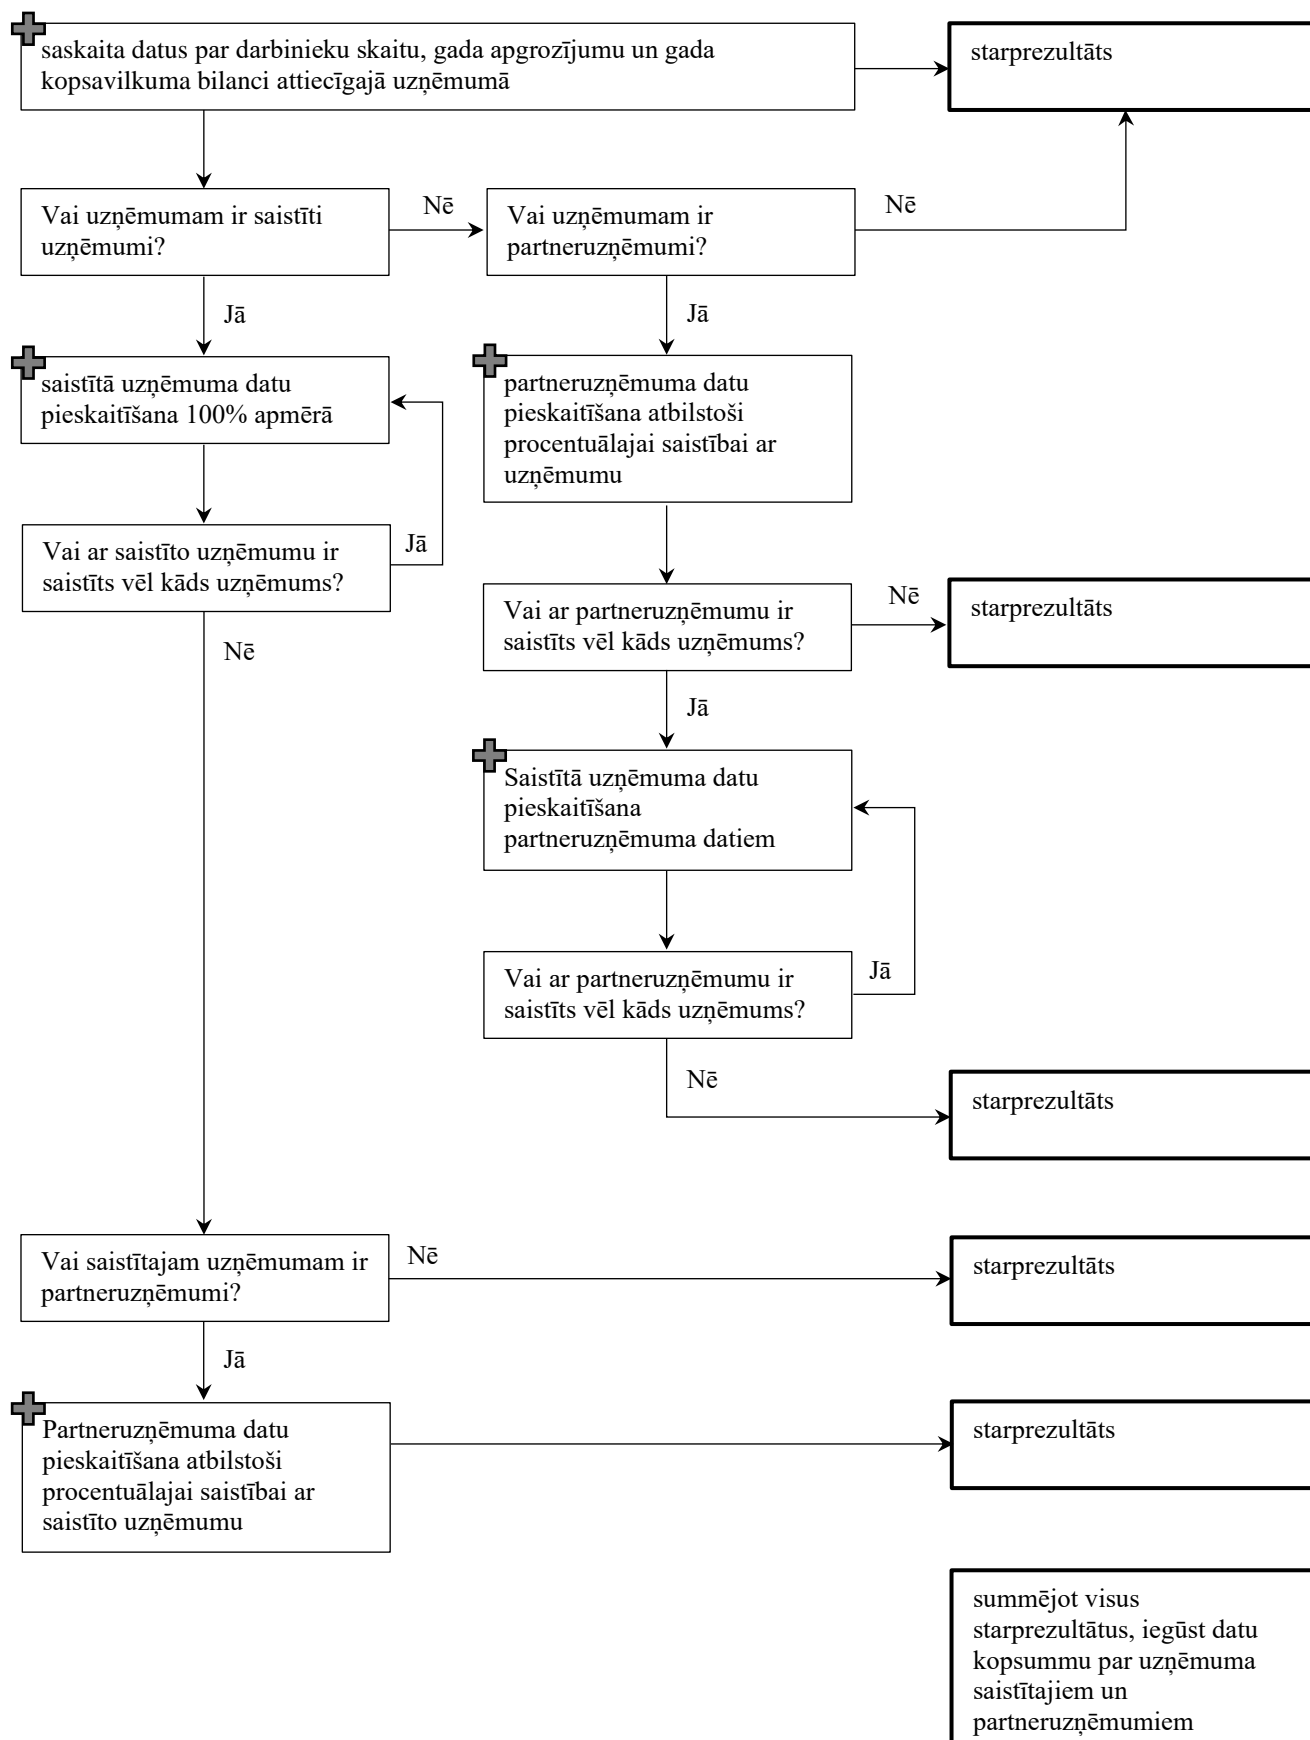 saskaita datus par darbinieku skaitu, gada apgrozījumu un gada
kopsavilkuma bilanci attiecīgajā uzņēmumā
starprezultāts
Vai uzņēmumam ir saistīti
uzņēmumi?
Nē
Vai uzņēmumam ir
partneruzņēmumi?
Nē
Jā
Jā
saistītā uzņēmuma datu
pieskaitīšana 100% apmērā
partneruzņēmuma datu
pieskaitīšana atbilstoši
procentuālajai saistībai ar
uzņēmumu
Vai ar saistīto uzņēmumu ir
saistīts vēl kāds uzņēmums?
Jā
Nē
Vai ar partneruzņēmumu ir
saistīts vēl kāds uzņēmums?
Nē
starprezultāts
Jā
Saistītā uzņēmuma datu
pieskaitīšana
partneruzņēmuma datiem
Vai ar partneruzņēmumu ir
saistīts vēl kāds uzņēmums?
Jā
Nē
starprezultāts
Vai saistītajam uzņēmumam ir
partneruzņēmumi?
Nē
starprezultāts
Jā
Partneruzņēmuma datu
pieskaitīšana atbilstoši
procentuālajai saistībai ar
saistīto uzņēmumu
starprezultāts
summējot visus
starprezultātus, iegūst datu
kopsummu par uzņēmuma
saistītajiem un
partneruzņēmumiem